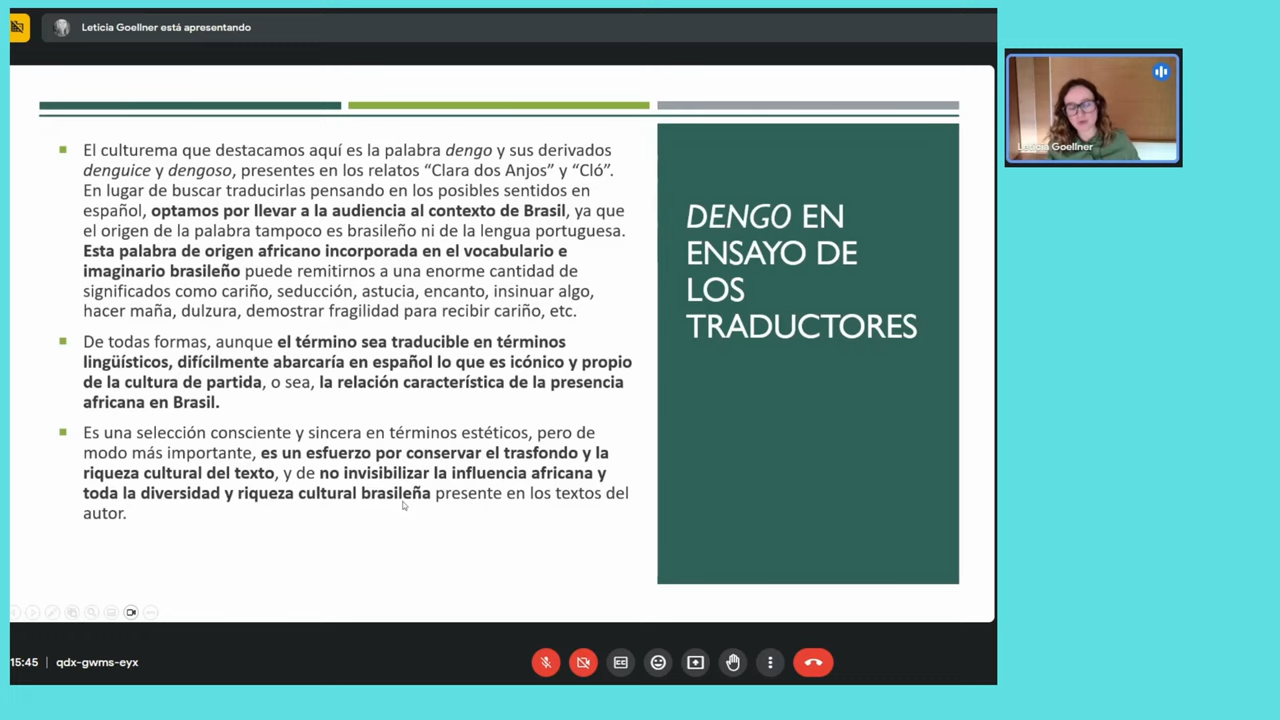 Leticia Goellner está apresentando
El culturema que destacamos aquí es la palabra dengo y sus derivados
denguice y dengoso, presentes en los relatos “Clara dos Anjos” y “Cló”.
En lugar de buscar traducirlas pensando en los posibles sentidos en
español, optamos por llevar a la audiencia al contexto de Brasil, ya que
el origen de la palabra tampoco es brasileño ni de la lengua portuguesa.
Esta palabra de origen africano incorporada en el vocabulario e
imaginario brasileño puede remitirnos a una enorme cantidad de
significados como cariño, seducción, astucia, encanto, insinuar algo,
hacer maña, dulzura, demostrar fragilidad para recibir cariño, etc.
De todas formas, aunque el término sea traducible en términos
lingüísticos, difícilmente abarcaría en español lo que es icónico y propio
de la cultura de partida, o sea, la relación característica de la presencia
africana en Brasil.
Es una selección consciente y sincera en términos estéticos, pero de
modo más importante, es un esfuerzo por conservar el trasfondo y la
riqueza cultural del texto, y de no invisibilizar la influencia africana y
toda la diversidad y riqueza cultural brasileña presente en los textos del
autor.
DENGO EN
ENSAYO DE
LOS
TRADUCTORES
Leticia Goellner
15:45 | qdx-gwms-eyx